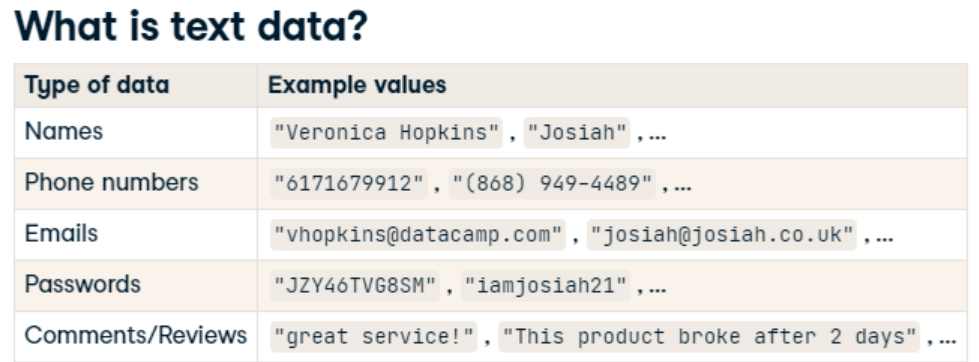 What is text data?
Type of data Example values
Names "Veronica Hopkins" , "Josiah" , ...
Phone numbers "6171679912" , "(868) 949-4489" , ...
Emails "vhopkins@datacamp.com" , "josiah@josiah.co.uk" , ...
Passwords "JZY46TVG8SM" , "iamjosiah21" , ...
Comments/Reviews "great service!" , "This product broke after 2 days" , ...